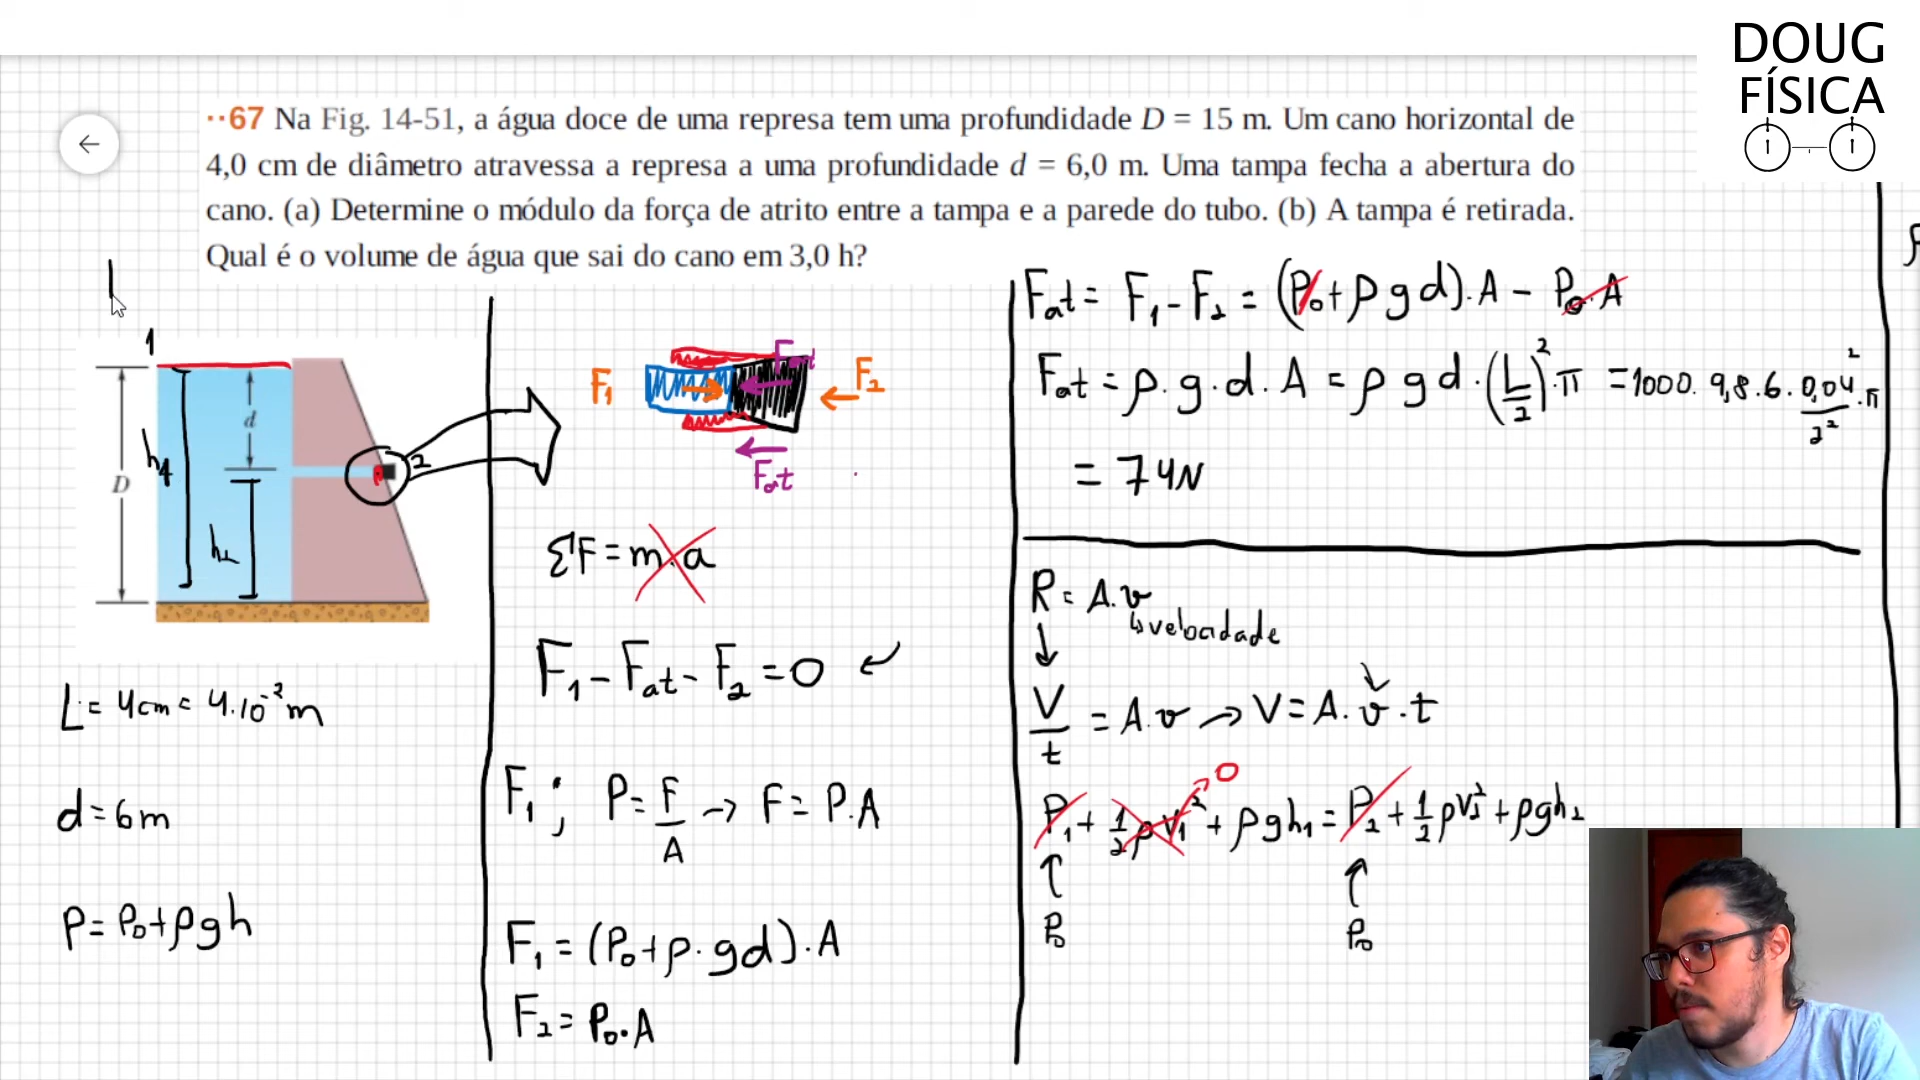 DOUG
FÍSICA
··67 Na Fig. 14-51, a água doce de uma represa tem uma profundidade D = 15 m. Um cano horizontal de
4,0 cm de diâmetro atravessa a represa a uma profundidade d = 6,0 m. Uma tampa fecha a abertura do
cano. (a) Determine o módulo da força de atrito entre a tampa e a parede do tubo. (b) A tampa é retirada.
Qual é o volume de água que sai do cano em 3,0 h?
1
D
d
h1
h2
2
L = 4cm = 4.10⁻² m
d = 6m
P = P₀ + ρgh
F₁
Fat
F₂
Fat
ΣF = m.a
F₁ - Fat - F₂ = 0
F₁; P = F/A → F = P.A
F₁ = (P₀ + ρ.gd).A
F₂ = P₀.A
Fat = F₁ - F₂ = (P₀ + ρgd).A - P₀.A
Fat = ρ.g.d.A = ρgd.(L/2)².π = 1000.9,8.6.0,04²/2².π
= 74N
R = A.v
↳ velocidade
↓
V/t = A.v → V = A.v.t
P₁ + 1/2ρV₁² + ρgh₁ = P₂ + 1/2ρV₂² + ρgh₂
0
↑ ↑
P₀ P₀